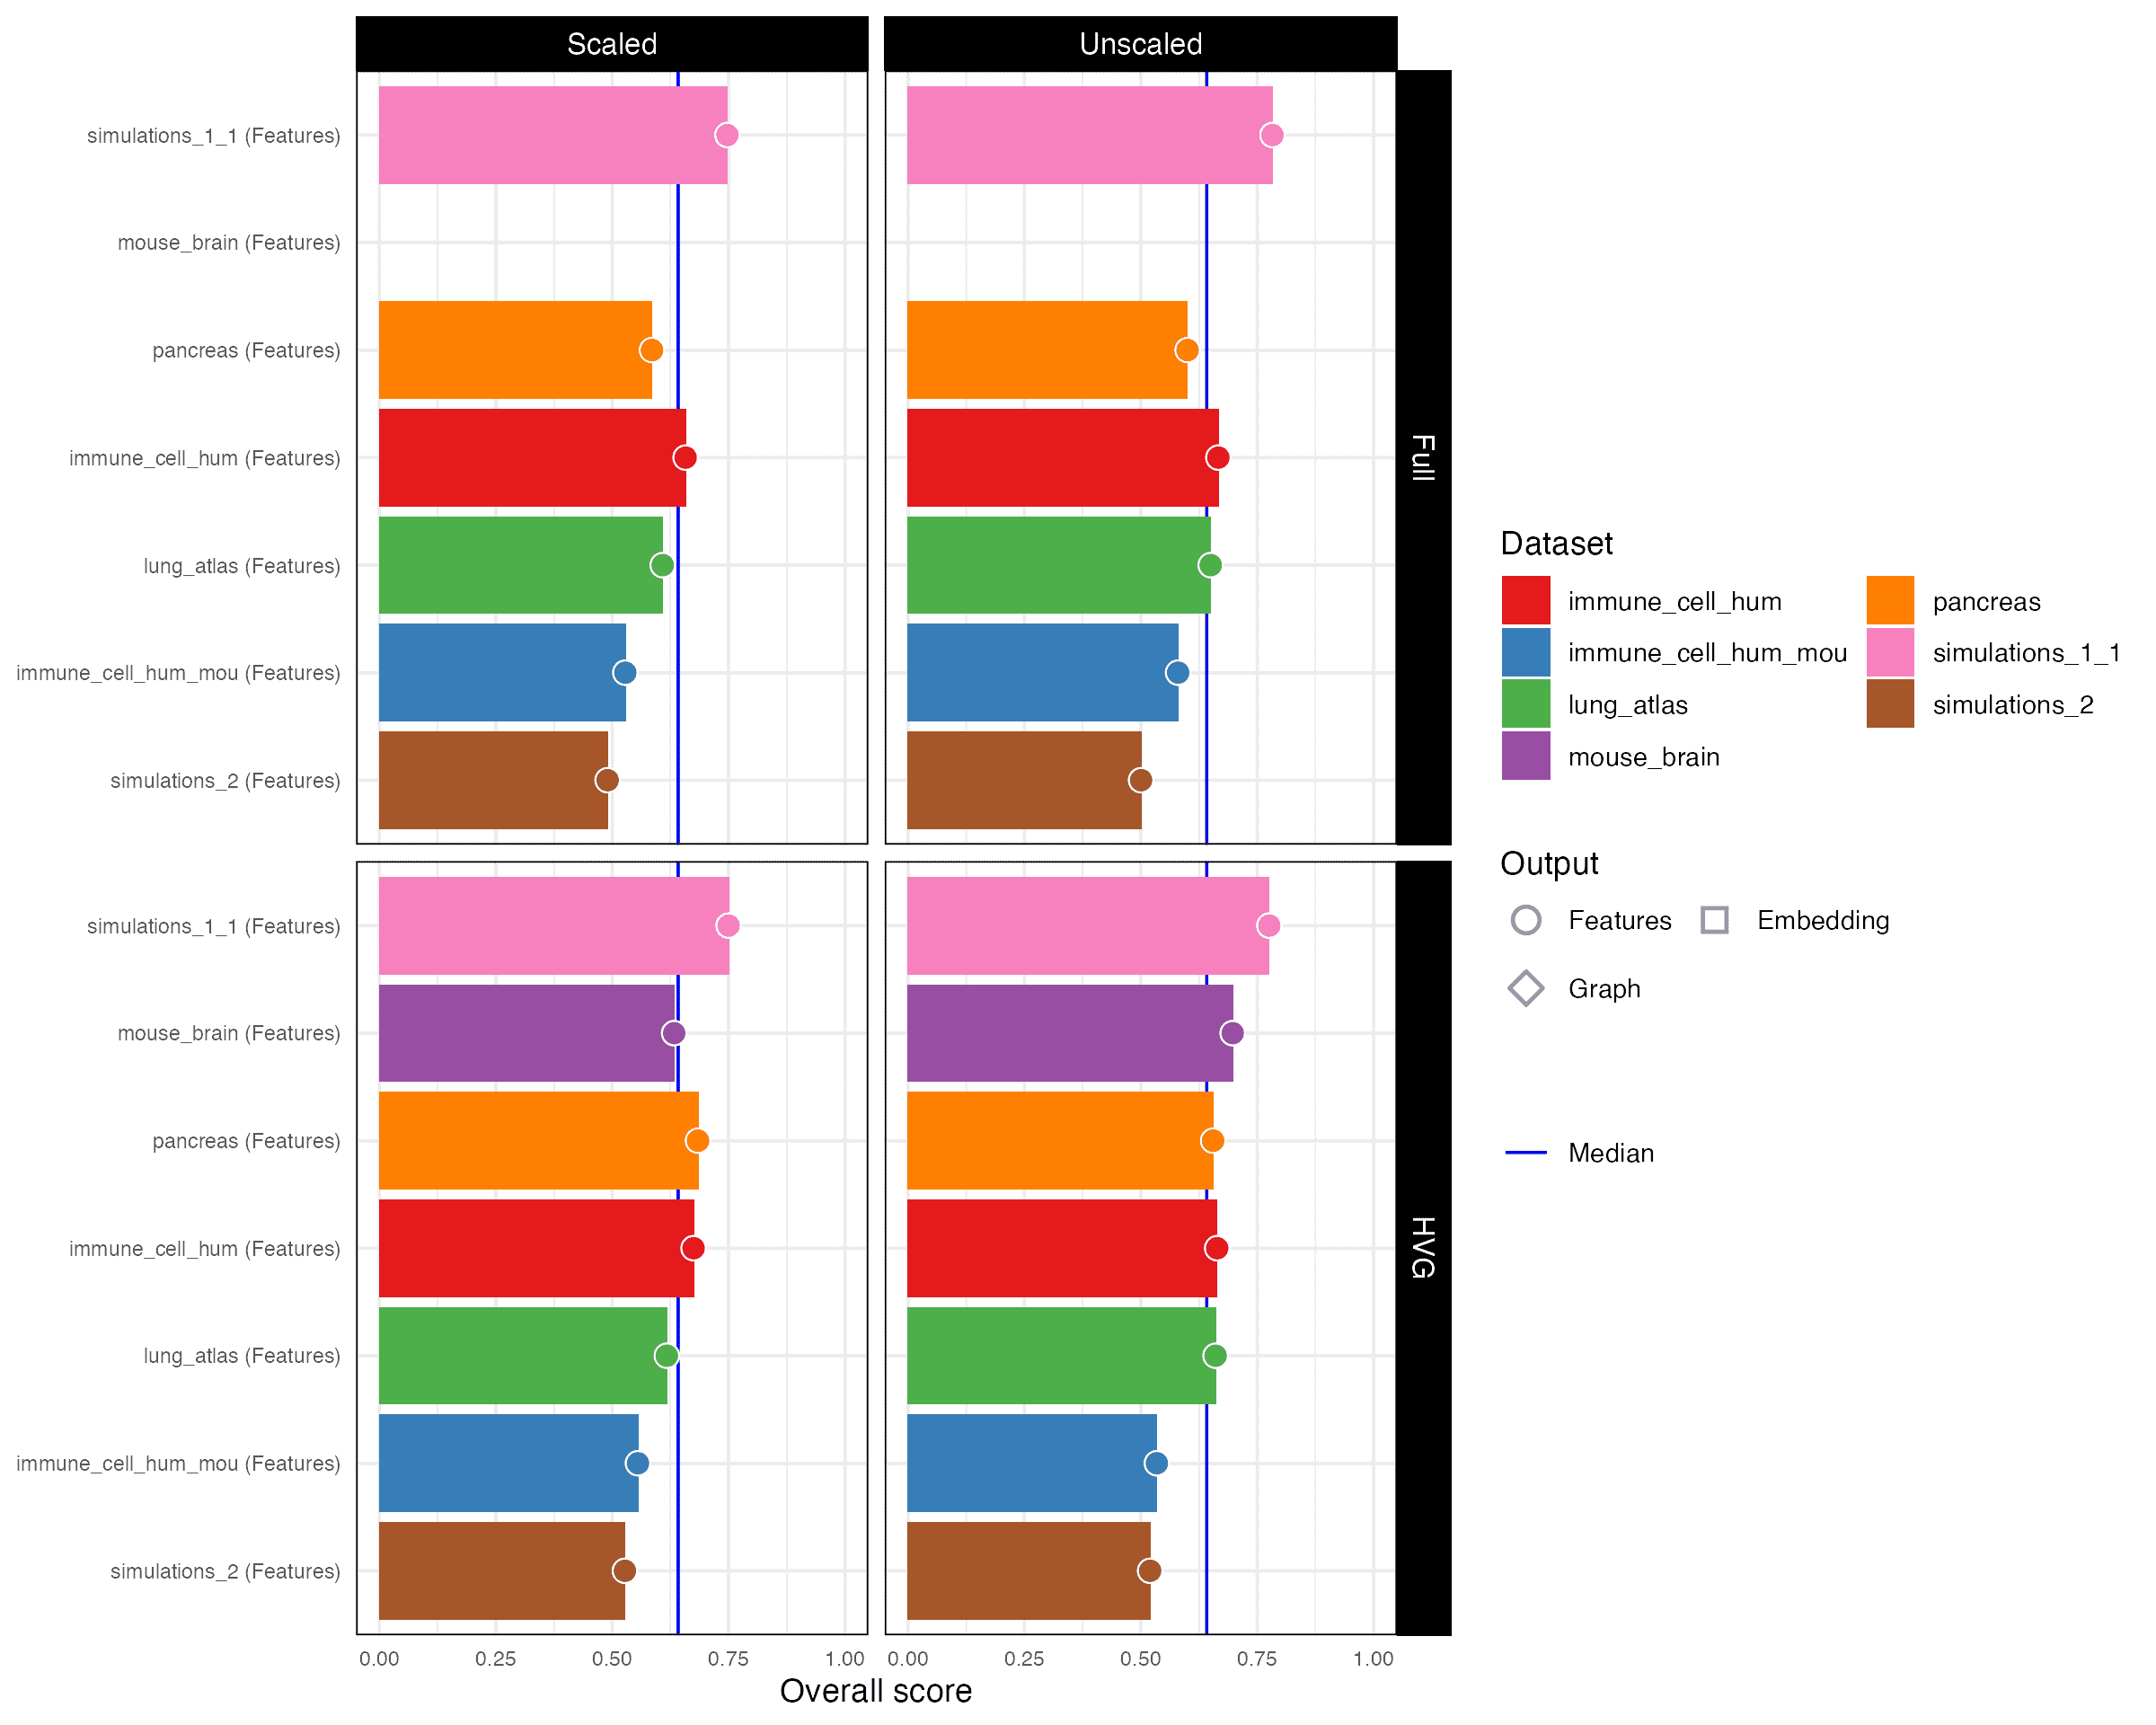 Scaled
Unscaled
simulations_1_1 (Features)
mouse_brain (Features)
pancreas (Features)
immune_cell_hum (Features)
lung_atlas (Features)
immune_cell_hum_mou (Features)
simulations_2 (Features)
Full
simulations_1_1 (Features)
mouse_brain (Features)
pancreas (Features)
immune_cell_hum (Features)
lung_atlas (Features)
immune_cell_hum_mou (Features)
simulations_2 (Features)
HVG
0.00 0.25 0.50 0.75 1.00
0.00 0.25 0.50 0.75 1.00
Overall score
Dataset
immune_cell_hum
immune_cell_hum_mou
lung_atlas
mouse_brain
pancreas
simulations_1_1
simulations_2
Output
Features
Embedding
Graph
Median